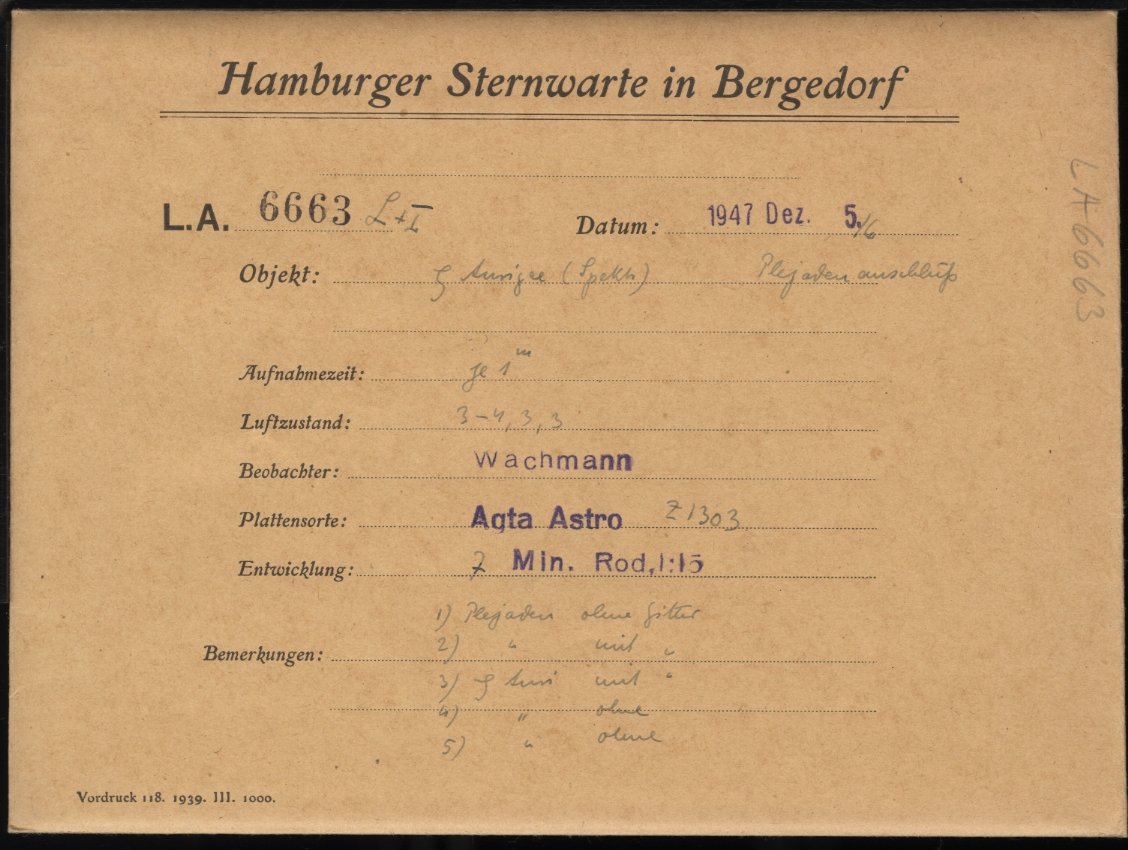 Hamburger Sternwarte in Bergedorf
L.A. 6663 I + I
Datum: 1947 Dez. 5./6
Objekt: ζ Aurigae (Spektr) Plejadenanschluß
Aufnahmezeit: je 1ᵐ
Luftzustand: 3-4, 3, 3
Beobachter: Wachmann
Plattensorte: Agfa Astro Z1303
Entwicklung: 7 Min. Rod. 1:15
1) Plejaden ohne Gitter
Bemerkungen: 2) " mit "
3) ζ Auri mit "
4) " ohne
5) " ohne
Vordruck 118. 1939. III. 1000.
LA 6663